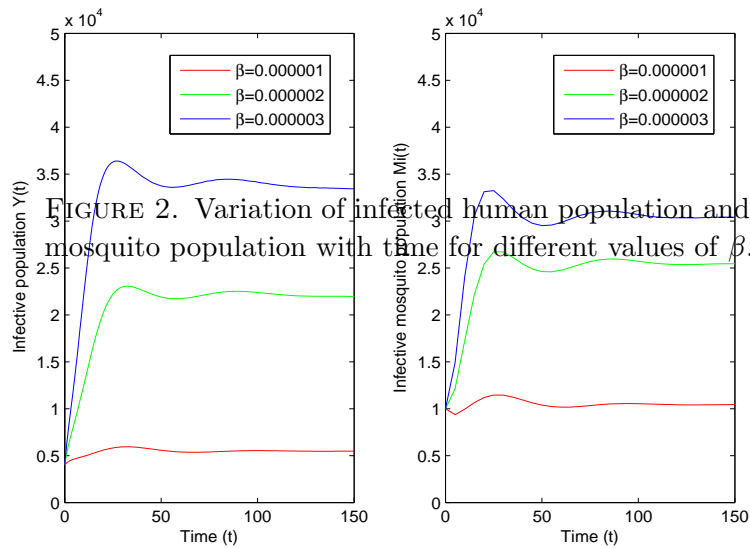 x 10⁴
5
4.5
4
3.5
3
2.5
2
1.5
1
0.5
0
0 50 100 150
Time (t)
Infective population Y(t)
β=0.000001
β=0.000002
β=0.000003
x 10⁴
5
4.5
4
3.5
3
2.5
2
1.5
1
0.5
0
0 50 100 150
Time (t)
Infective mosquito population Mi(t)
β=0.000001
β=0.000002
β=0.000003
FIGURE 2. Variation of infected human population and
mosquito population with time for different values of β.